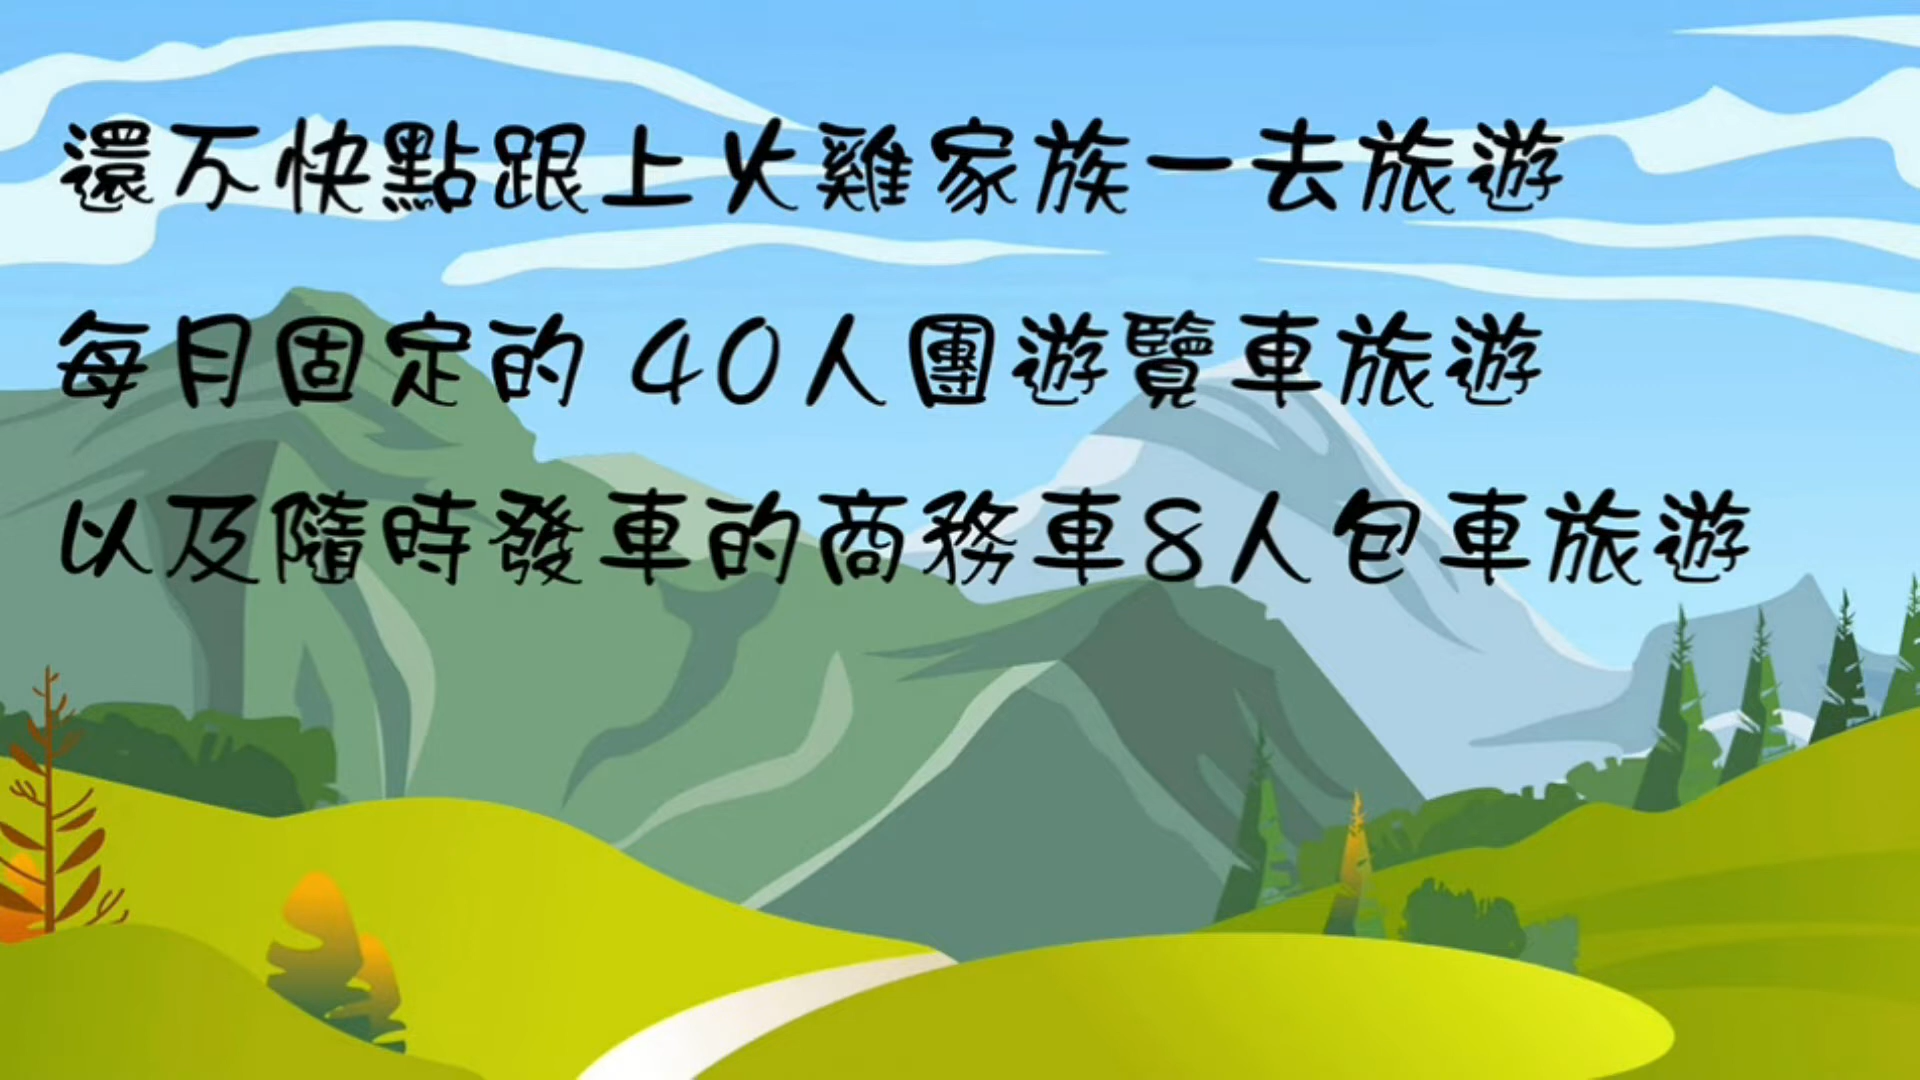 還不快點跟上火雞家族一去旅遊
每月固定的 40人團遊覽車旅遊
以及隨時發車的商務車8人包車旅遊